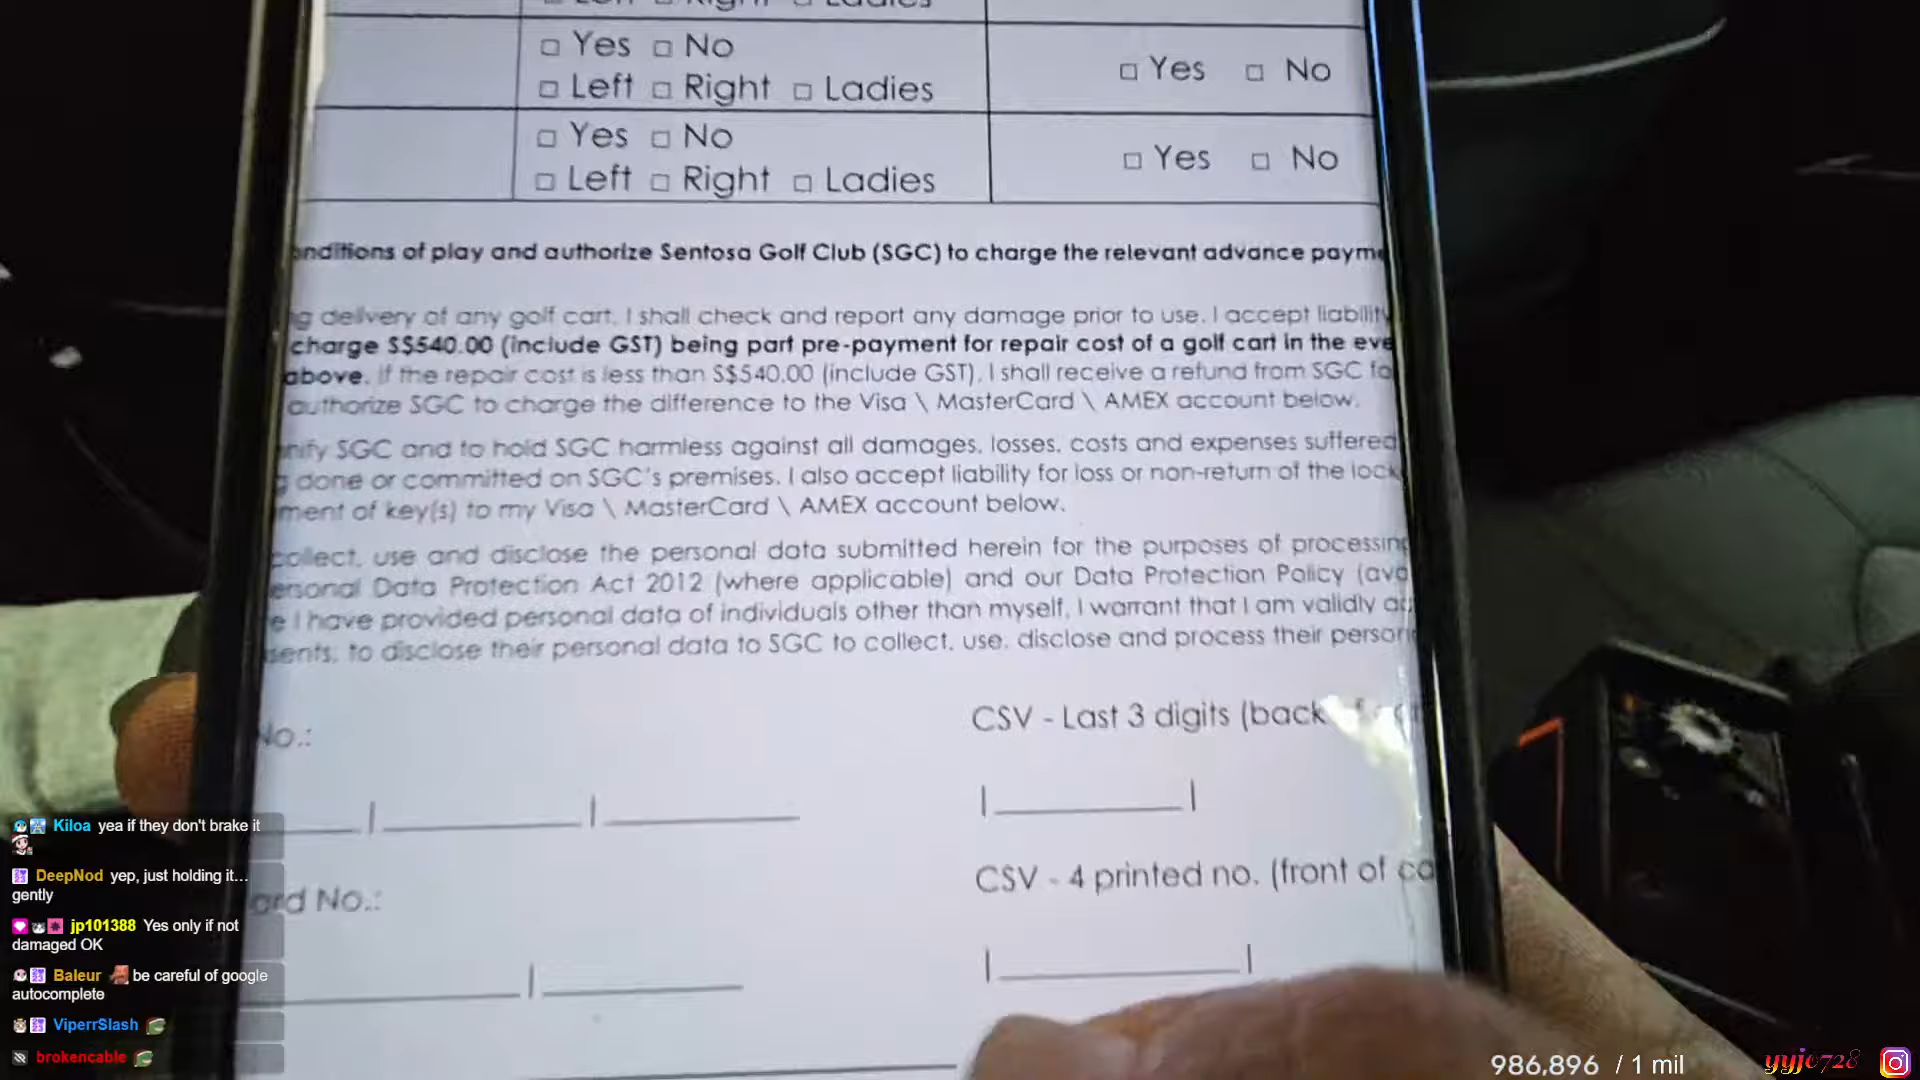 □ Yes □ No
□ Left □ Right □ Ladies
□ Yes □ No
□ Yes □ No
□ Left □ Right □ Ladies
□ Yes □ No
onditions of play and authorize Sentosa Golf Club (SGC) to charge the relevant advance payme
g delivery of any golf cart, I shall check and report any damage prior to use. I accept liability
charge S$540.00 (include GST) being part pre-payment for repair cost of a golf cart in the eve
above. If the repair cost is less than S$540.00 (include GST), I shall receive a refund from SGC fo
authorize SGC to charge the difference to the Visa \ MasterCard \ AMEX account below.
nify SGC and to hold SGC harmless against all damages, losses, costs and expenses suffered
g done or committed on SGC's premises. I also accept liability for loss or non-return of the lock
ment of key(s) to my Visa \ MasterCard \ AMEX account below.
collect, use and disclose the personal data submitted herein for the purposes of processing
ersonal Data Protection Act 2012 (where applicable) and our Data Protection Policy (ava
e I have provided personal data of individuals other than myself, I warrant that I am validly ac
sents, to disclose their personal data to SGC to collect, use, disclose and process their person
No.:
CSV - Last 3 digits (back
ard No.:
CSV - 4 printed no. (front of ca
Kiloa yea if they don't brake it
DeepNod yep, just holding it...
gently
jp101388 Yes only if not
damaged OK
Baleur be careful of google
autocomplete
ViperrSlash
brokencable
986,896 / 1 mil
yyjo728